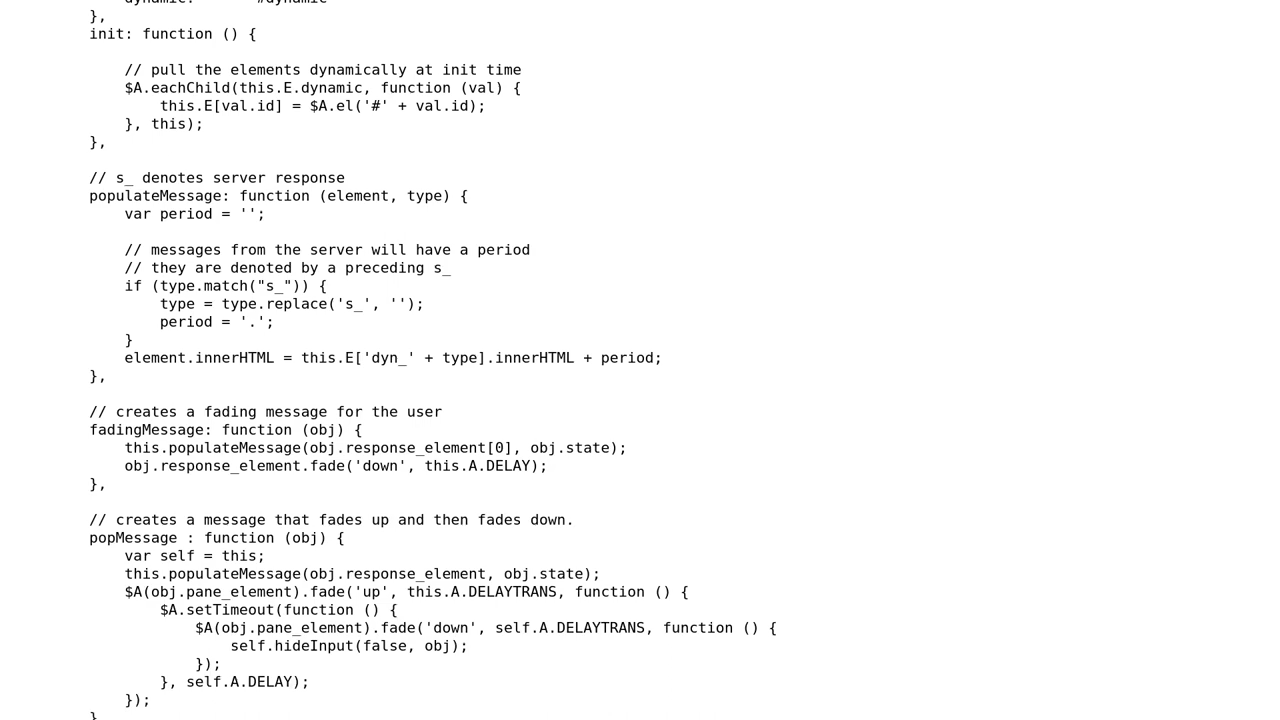 dynamic: '#dynamic'
},
init: function () {
// pull the elements dynamically at init time
$A.eachChild(this.E.dynamic, function (val) {
this.E[val.id] = $A.el('#' + val.id);
}, this);
},
// s_ denotes server response
populateMessage: function (element, type) {
var period = '';
// messages from the server will have a period
// they are denoted by a preceding s_
if (type.match("s_")) {
type = type.replace('s_', '');
period = '.';
}
element.innerHTML = this.E['dyn_' + type].innerHTML + period;
},
// creates a fading message for the user
fadingMessage: function (obj) {
this.populateMessage(obj.response_element[0], obj.state);
obj.response_element.fade('down', this.A.DELAY);
},
// creates a message that fades up and then fades down.
popMessage : function (obj) {
var self = this;
this.populateMessage(obj.response_element, obj.state);
$A(obj.pane_element).fade('up', this.A.DELAYTRANS, function () {
$A.setTimeout(function () {
$A(obj.pane_element).fade('down', self.A.DELAYTRANS, function () {
self.hideInput(false, obj);
});
}, self.A.DELAY);
});
}